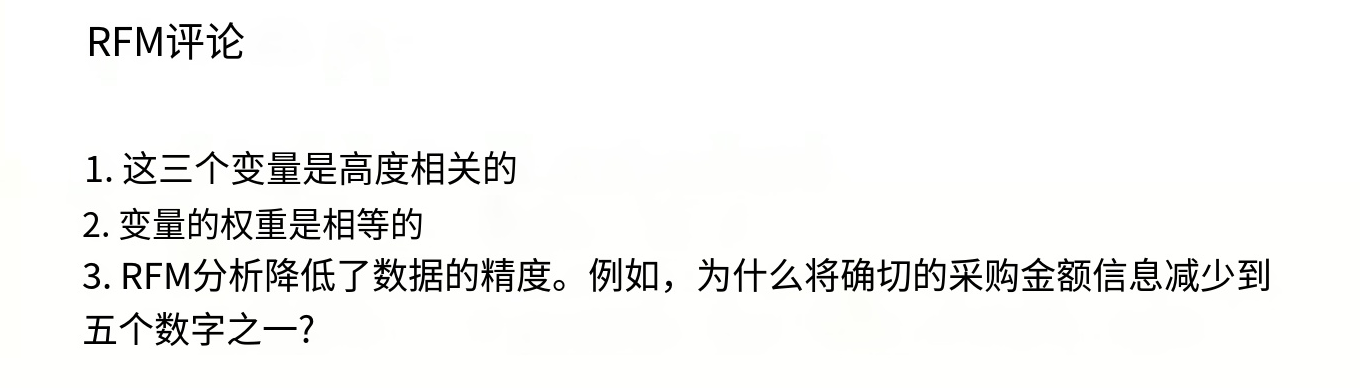 RFM评论
1. 这三个变量是高度相关的
2. 变量的权重是相等的
3. RFM分析降低了数据的精度。例如，为什么将确切的采购金额信息减少到
五个数字之一?